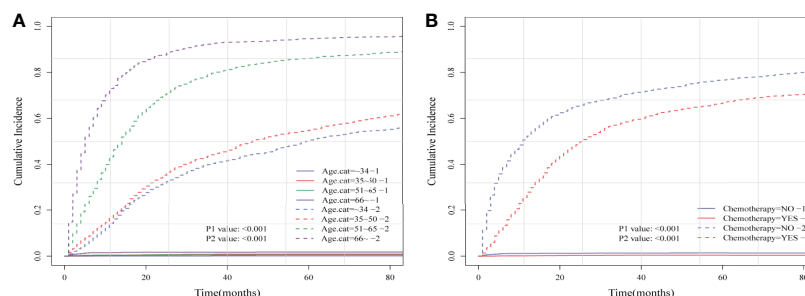 A
Cumulative Incidence
1.0
0.8
0.6
0.4
0.2
0.0
Age.cat=~34 −1
Age.cat=35~50 −1
Age.cat=51~65 −1
Age.cat=66~ −1
Age.cat=~34 −2
Age.cat=35~50 −2
Age.cat=51~65 −2
Age.cat=66~ −2
P1 value: <0.001
P2 value: <0.001
0 20 40 60 80
Time(months)
B
Cumulative Incidence
1.0
0.8
0.6
0.4
0.2
0.0
Chemotherapy=NO −1
Chemotherapy=YES −
Chemotherapy=NO −2
Chemotherapy=YES −
P1 value: <0.001
P2 value: <0.001
0 20 40 60 80
Time(months)